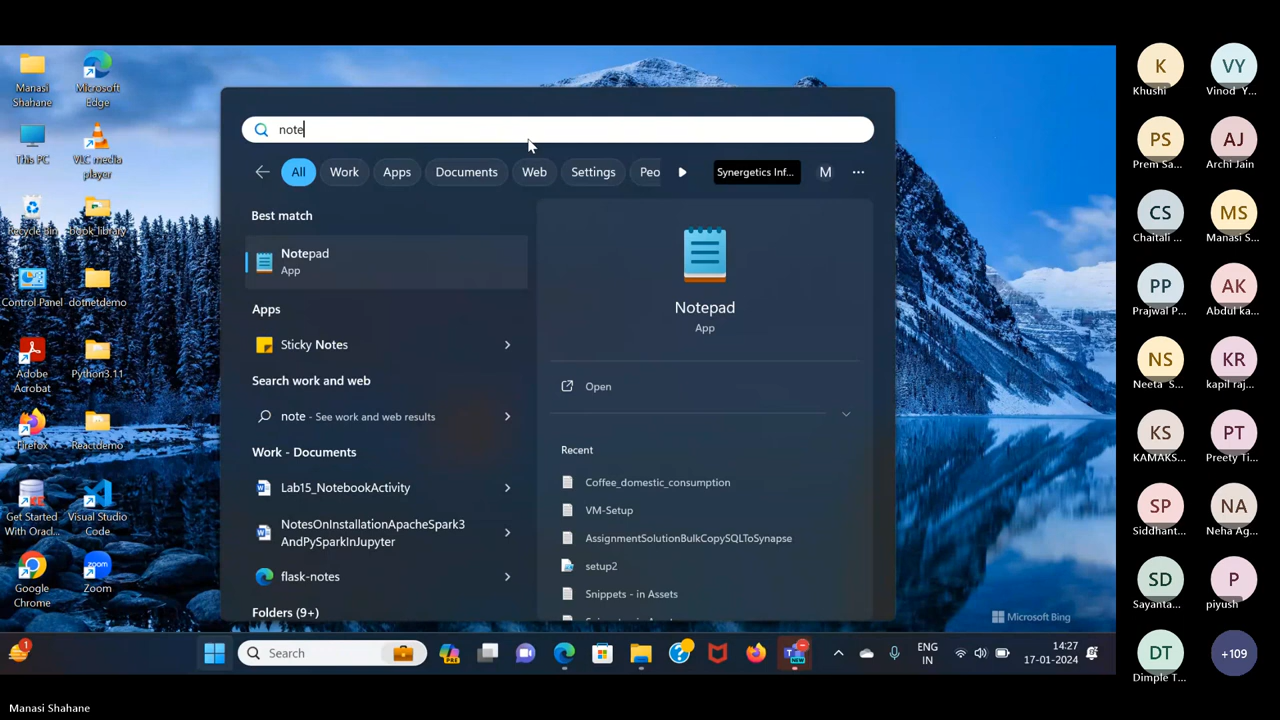 Manasi
Shahane
Microsoft
Edge
This PC
VLC media
player
Recycle Bin
book_library
Control Panel
dotnetdemo
Adobe
Acrobat
Python3.11
Firefox
Reactdemo
Get Started
With Oracl...
Visual Studio
Code
Google
Chrome
Zoom
note
All
Work
Apps
Documents
Web
Settings
Peo
Synergetics Inf...
M
Best match
Notepad
App
Apps
Sticky Notes
Search work and web
note - See work and web results
Work - Documents
Lab15_NotebookActivity
NotesOnInstallationApacheSpark3
AndPySparkInJupyter
flask-notes
Folders (9+)
Notepad
App
Open
Recent
Coffee_domestic_consumption
VM-Setup
AssignmentSolutionBulkCopySQLToSynapse
setup2
Snippets - in Assets
Microsoft Bing
1
Search
PRE
NEW
ENG
IN
14:27
17-01-2024
K
Khushi
VY
Vinod Y...
PS
Prem Sa...
AJ
Archi Jain
CS
Chaitali ...
MS
Manasi S...
PP
Prajwal P...
AK
Abdul ka...
NS
Neeta S...
KR
kapil raj...
KS
KAMAKS...
PT
Preety Ti...
SP
Siddhant...
NA
Neha Ag...
SD
Sayanta...
P
piyush
DT
Dimple T...
+109
Manasi Shahane